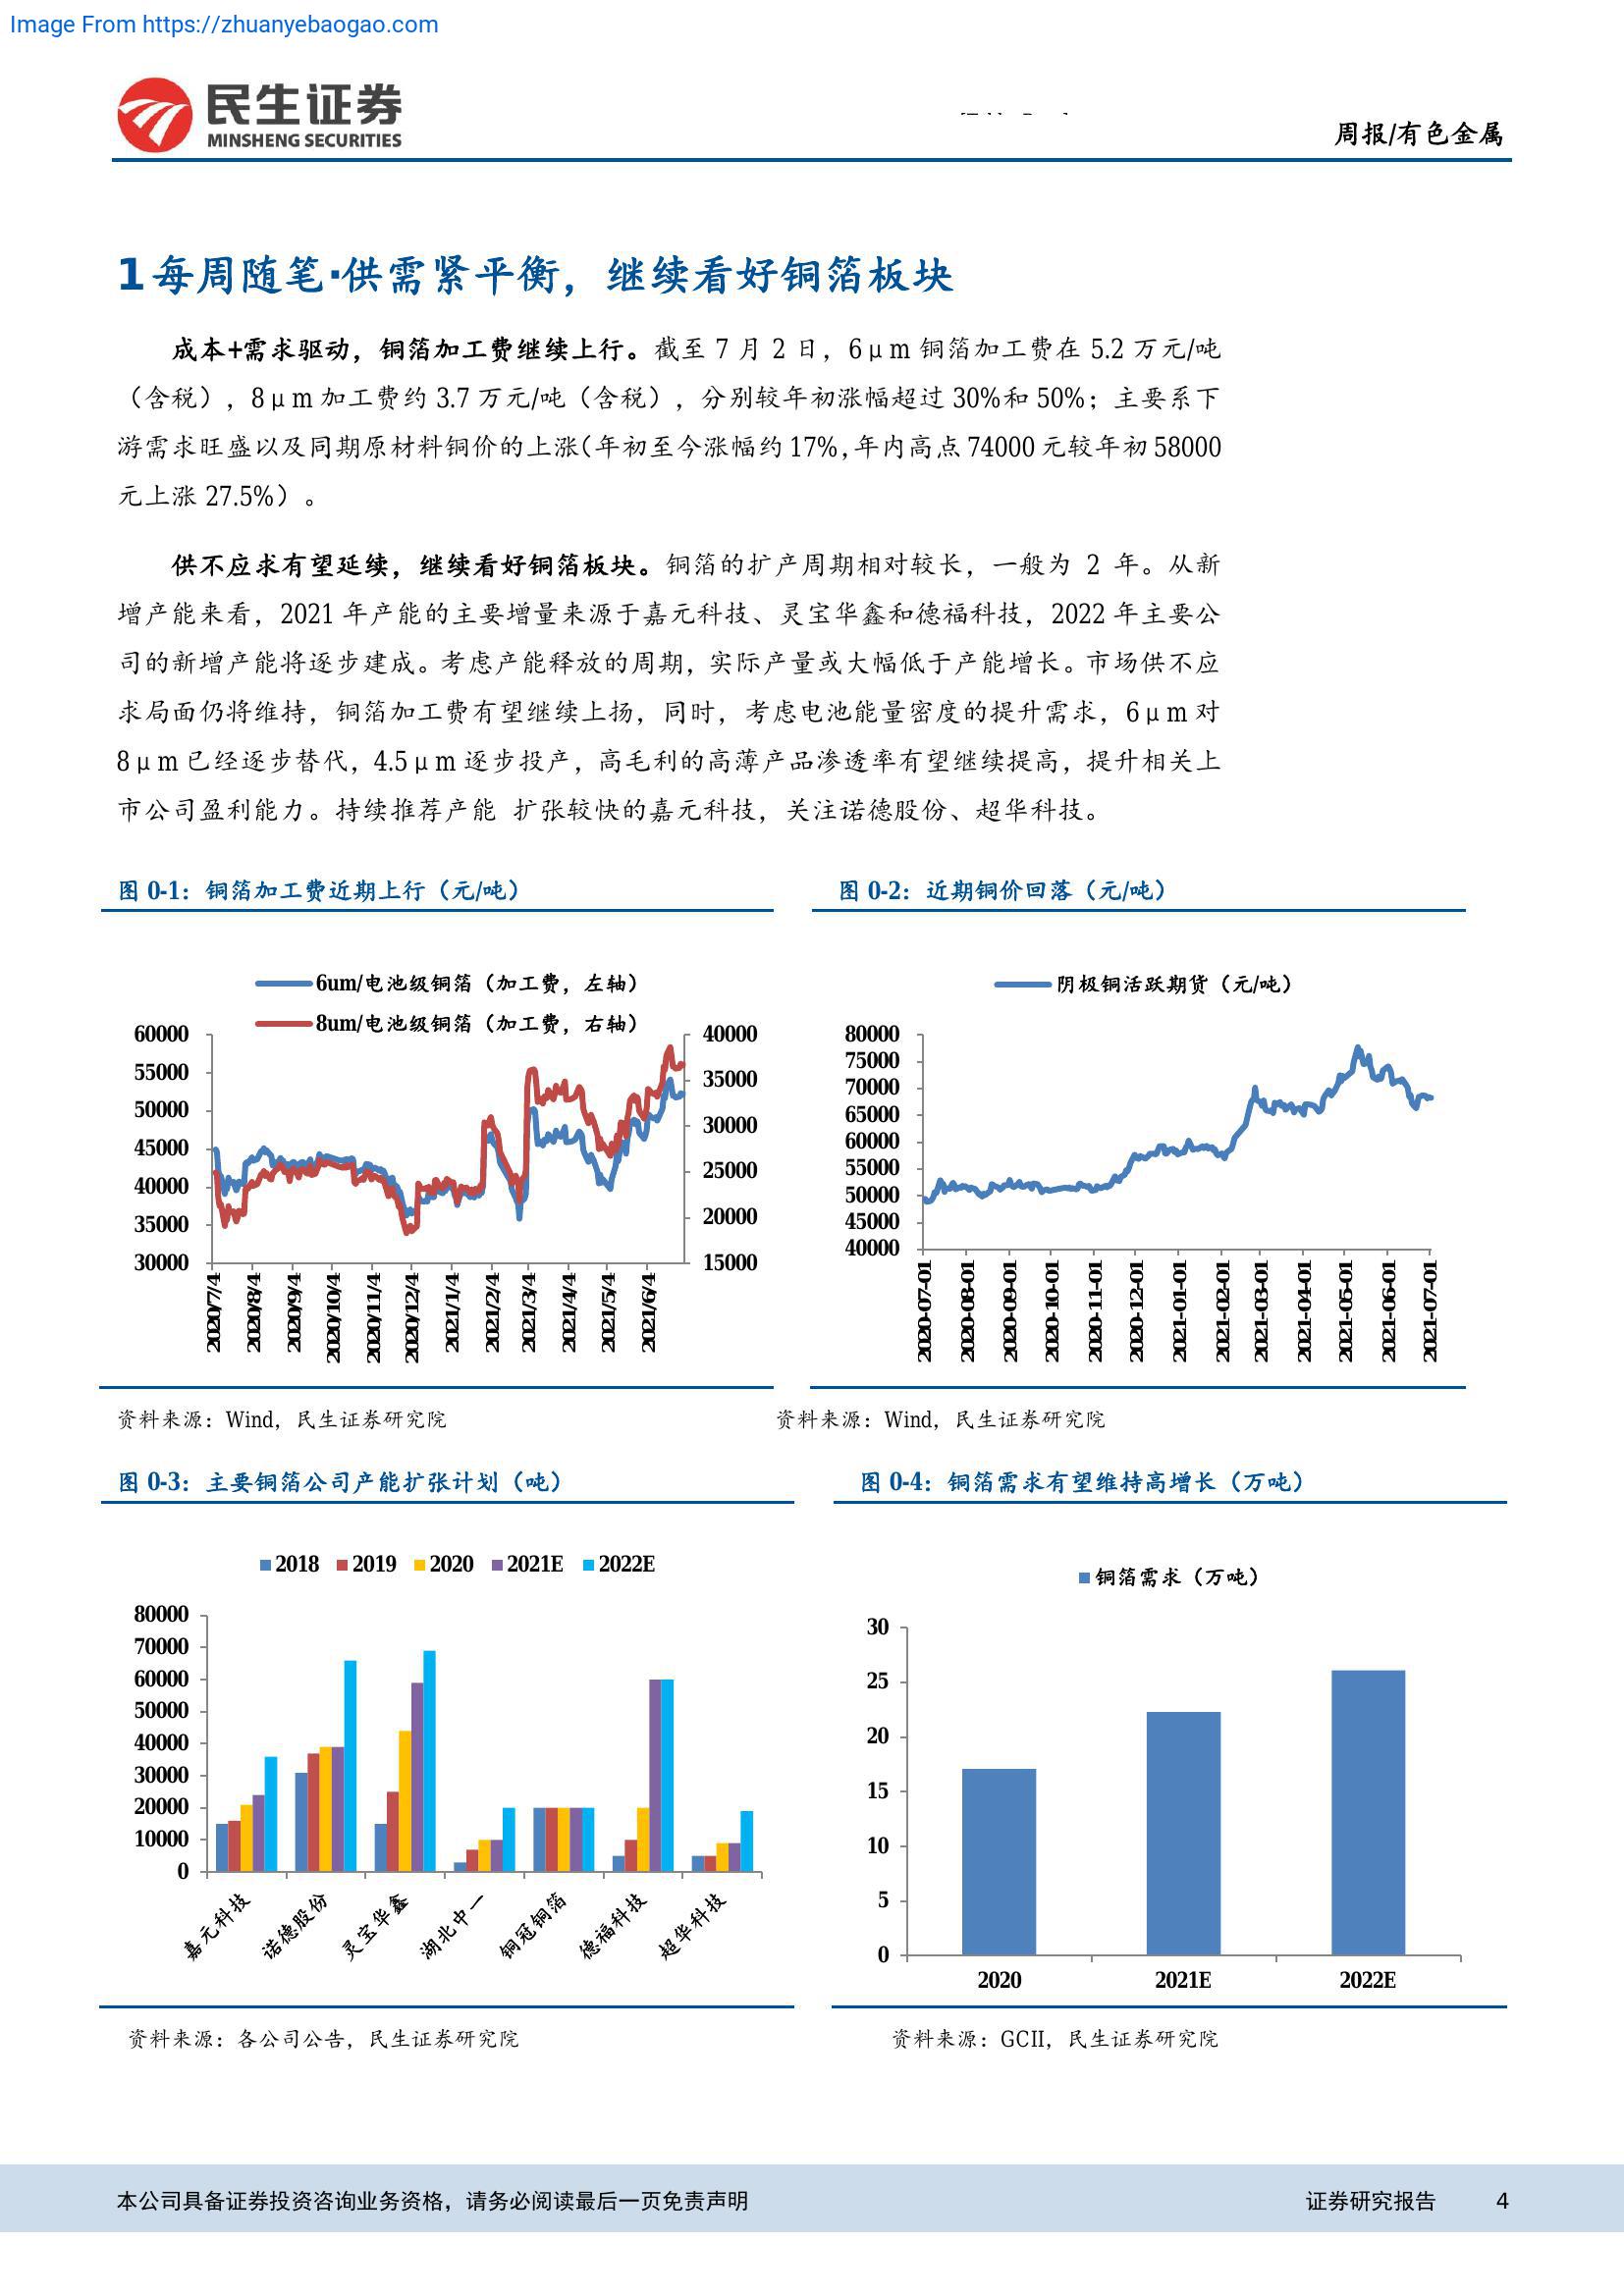 Image From https://zhuanyebaogao.com
民生证券
MINSHENG SECURITIES
周报/有色金属
1 每周随笔·供需紧平衡，继续看好铜箔板块
成本+需求驱动，铜箔加工费继续上行。截至 7 月 2 日，6μm 铜箔加工费在 5.2 万元/吨
（含税），8μm 加工费约 3.7 万元/吨（含税），分别较年初涨幅超过 30%和 50%；主要系下
游需求旺盛以及同期原材料铜价的上涨（年初至今涨幅约 17%，年内高点 74000 元较年初 58000
元上涨 27.5%）。
供不应求有望延续，继续看好铜箔板块。铜箔的扩产周期相对较长，一般为 2 年。从新
增产能来看，2021 年产能的主要增量来源于嘉元科技、灵宝华鑫和德福科技，2022 年主要公
司的新增产能将逐步建成。考虑产能释放的周期，实际产量或大幅低于产能增长。市场供不应
求局面仍将维持，铜箔加工费有望继续上扬，同时，考虑电池能量密度的提升需求，6μm 对
8μm 已经逐步替代，4.5μm 逐步投产，高毛利的高薄产品渗透率有望继续提高，提升相关上
市公司盈利能力。持续推荐产能 扩张较快的嘉元科技，关注诺德股份、超华科技。
图 0-1：铜箔加工费近期上行（元/吨）
6um/电池级铜箔（加工费，左轴）
8um/电池级铜箔（加工费，右轴）
60000
55000
50000
45000
40000
35000
30000
40000
35000
30000
25000
20000
15000
2020/7/4
2020/8/4
2020/9/4
2020/10/4
2020/11/4
2020/12/4
2021/1/4
2021/2/4
2021/3/4
2021/4/4
2021/5/4
2021/6/4
资料来源：Wind，民生证券研究院
图 0-2：近期铜价回落（元/吨）
阴极铜活跃期货（元/吨）
80000
75000
70000
65000
60000
55000
50000
45000
40000
2020-07-01
2020-08-01
2020-09-01
2020-10-01
2020-11-01
2020-12-01
2021-01-01
2021-02-01
2021-03-01
2021-04-01
2021-05-01
2021-06-01
2021-07-01
资料来源：Wind，民生证券研究院
图 0-3：主要铜箔公司产能扩张计划（吨）
2018 2019 2020 2021E 2022E
80000
70000
60000
50000
40000
30000
20000
10000
0
嘉元科技
诺德股份
灵宝华鑫
湖北中一
铜冠铜箔
德福科技
超华科技
资料来源：各公司公告，民生证券研究院
图 0-4：铜箔需求有望维持高增长（万吨）
铜箔需求（万吨）
30
25
20
15
10
5
0
2020 2021E 2022E
资料来源：GCII，民生证券研究院
本公司具备证券投资咨询业务资格，请务必阅读最后一页免责声明
证券研究报告 4